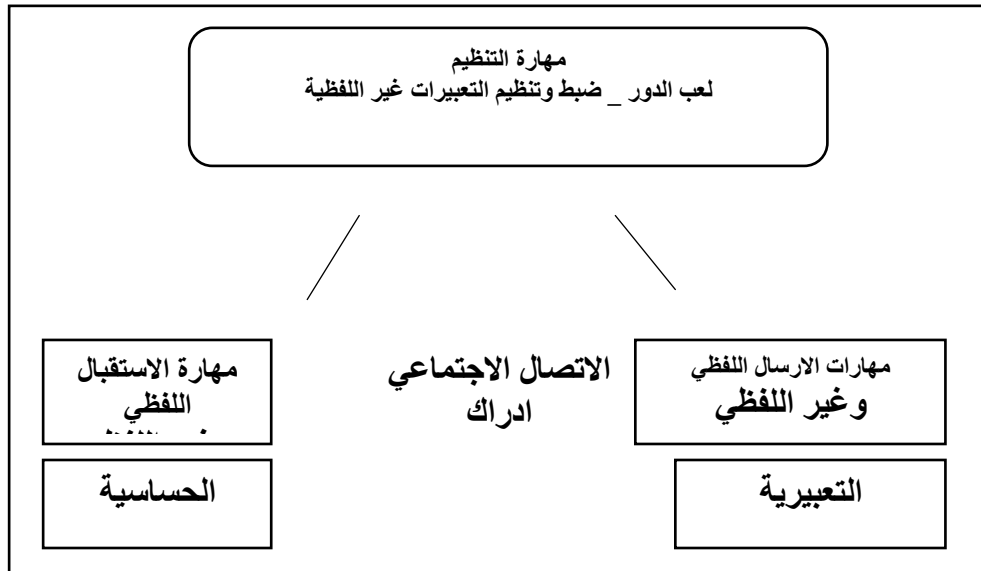 مهارة التنظيم
لعب الدور _ ضبط وتنظيم التعبيرات غير اللفظية
مهارات الارسال اللفظي
وغير اللفظي
الاتصال الاجتماعي
ادراك
مهارة الاستقبال
اللفظي
التعبيرية
الحساسية